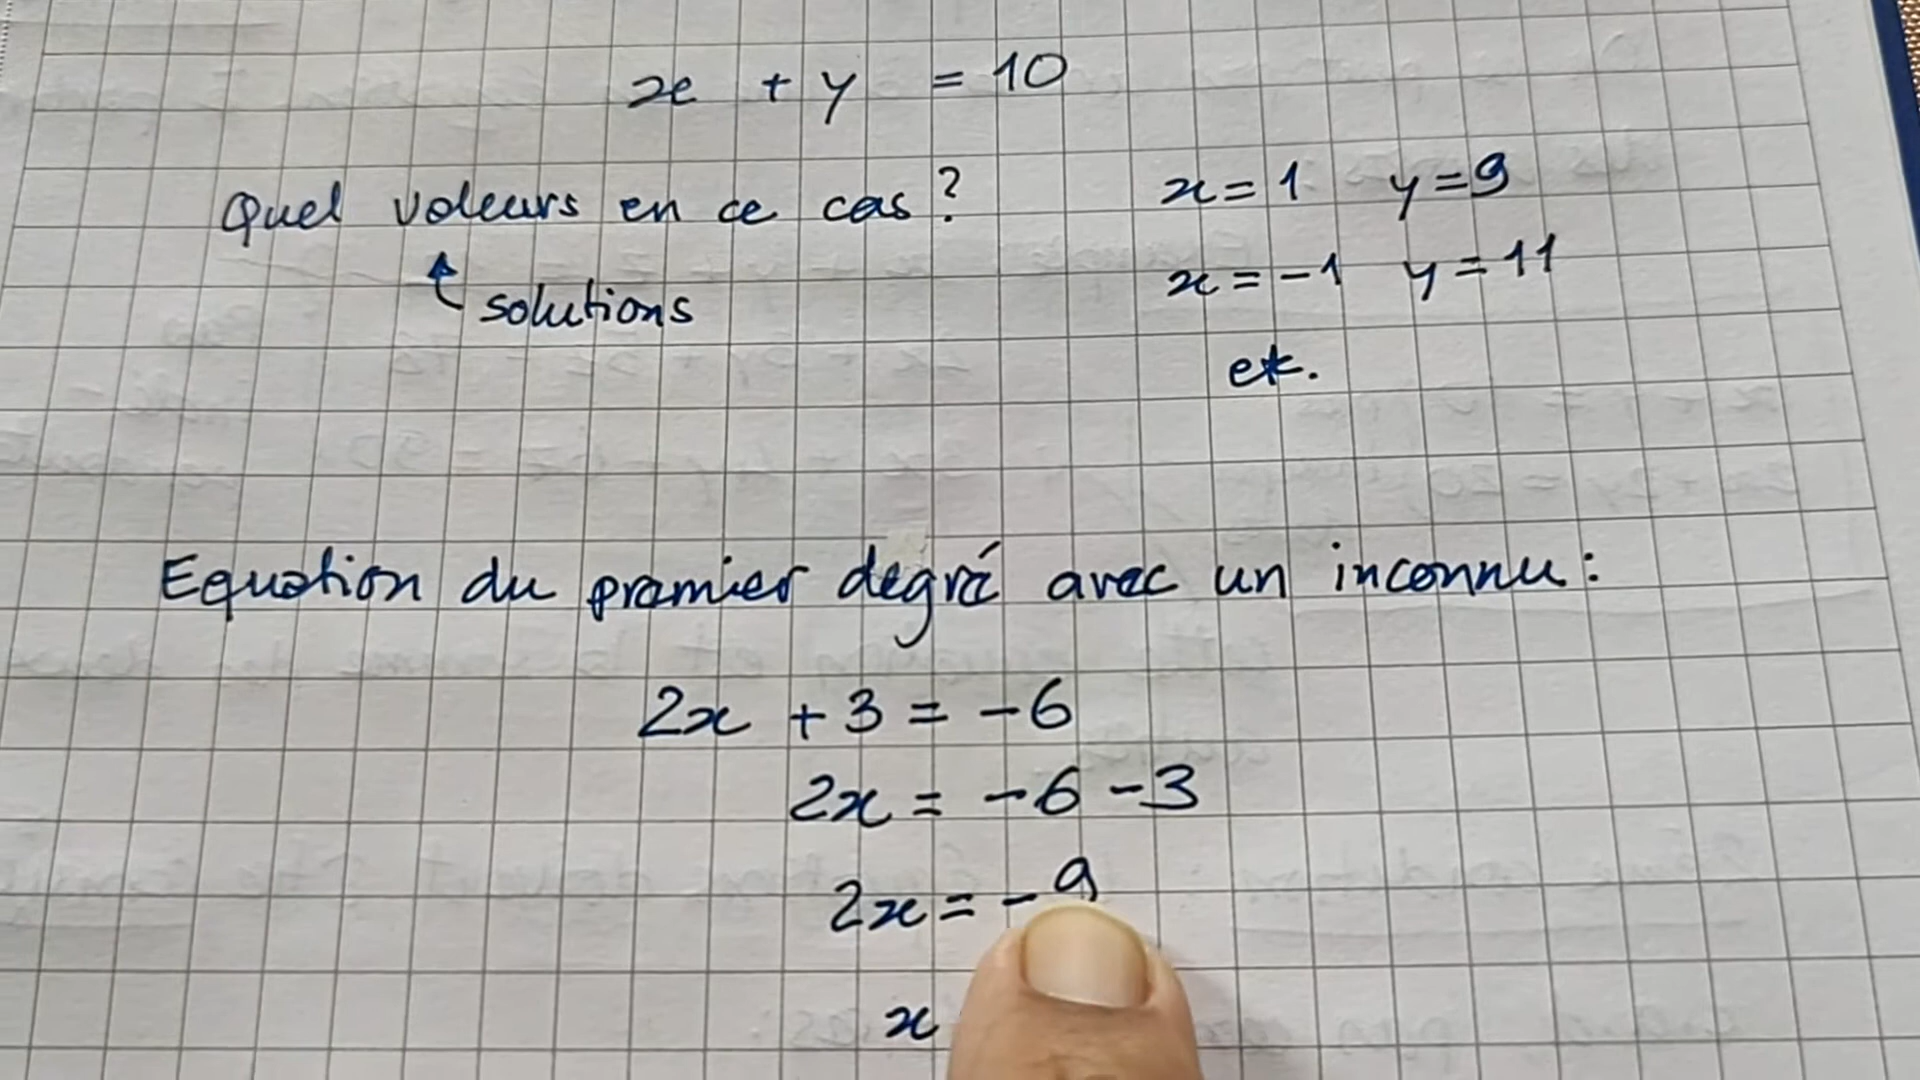 x + y = 10
Quel valeurs en ce cas ?
x = 1 y = 9
solutions
x = -1 y = 11
etc.
Equation du premier degré avec un inconnu :
2x + 3 = -6
2x = -6 -3
2x = -9
x